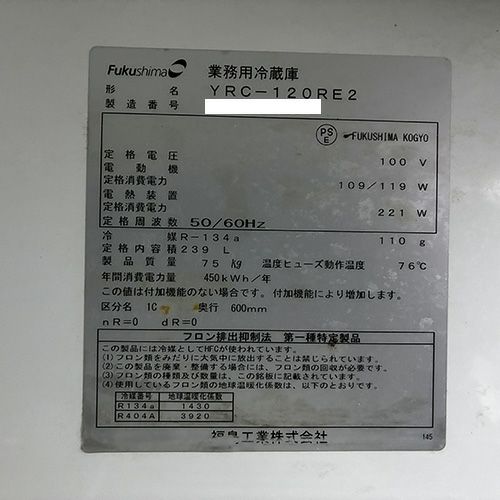 Fukushima 業務用冷蔵庫
形名 YRC-120RE2
製造番号
PSE FUKUSHIMA KOGYO
定格電圧 100 V
電動機
定格消費電力 109/119 W
電熱装置
定格消費電力 221 W
定格周波数 50/60Hz
冷媒 R-134a 110 g
定格内容積 239 L
製品質量 75 kg 温度ヒューズ動作温度 76℃
年間消費電力量 450kWh/年
この値は付加機能のない場合です。付加機能により増加します。
区分名 1C 奥行 600mm
nR=0 dR=0
フロン排出抑制法 第一種特定製品
この製品には冷媒としてHFCが使われています。
(1)フロン類をみだりに大気中に放出することは禁じられています。
(2)この製品を廃棄・整備する場合には、フロン類の回収が必要です。
(3)フロン類の種類及び数量は、この銘板に記載されています。
(4)使用しているフロン類の地球温暖化係数は、以下のとおりです。
冷媒番号 地球温暖化係数
R134a 1430
R404A 3920
福島工業株式会社 145